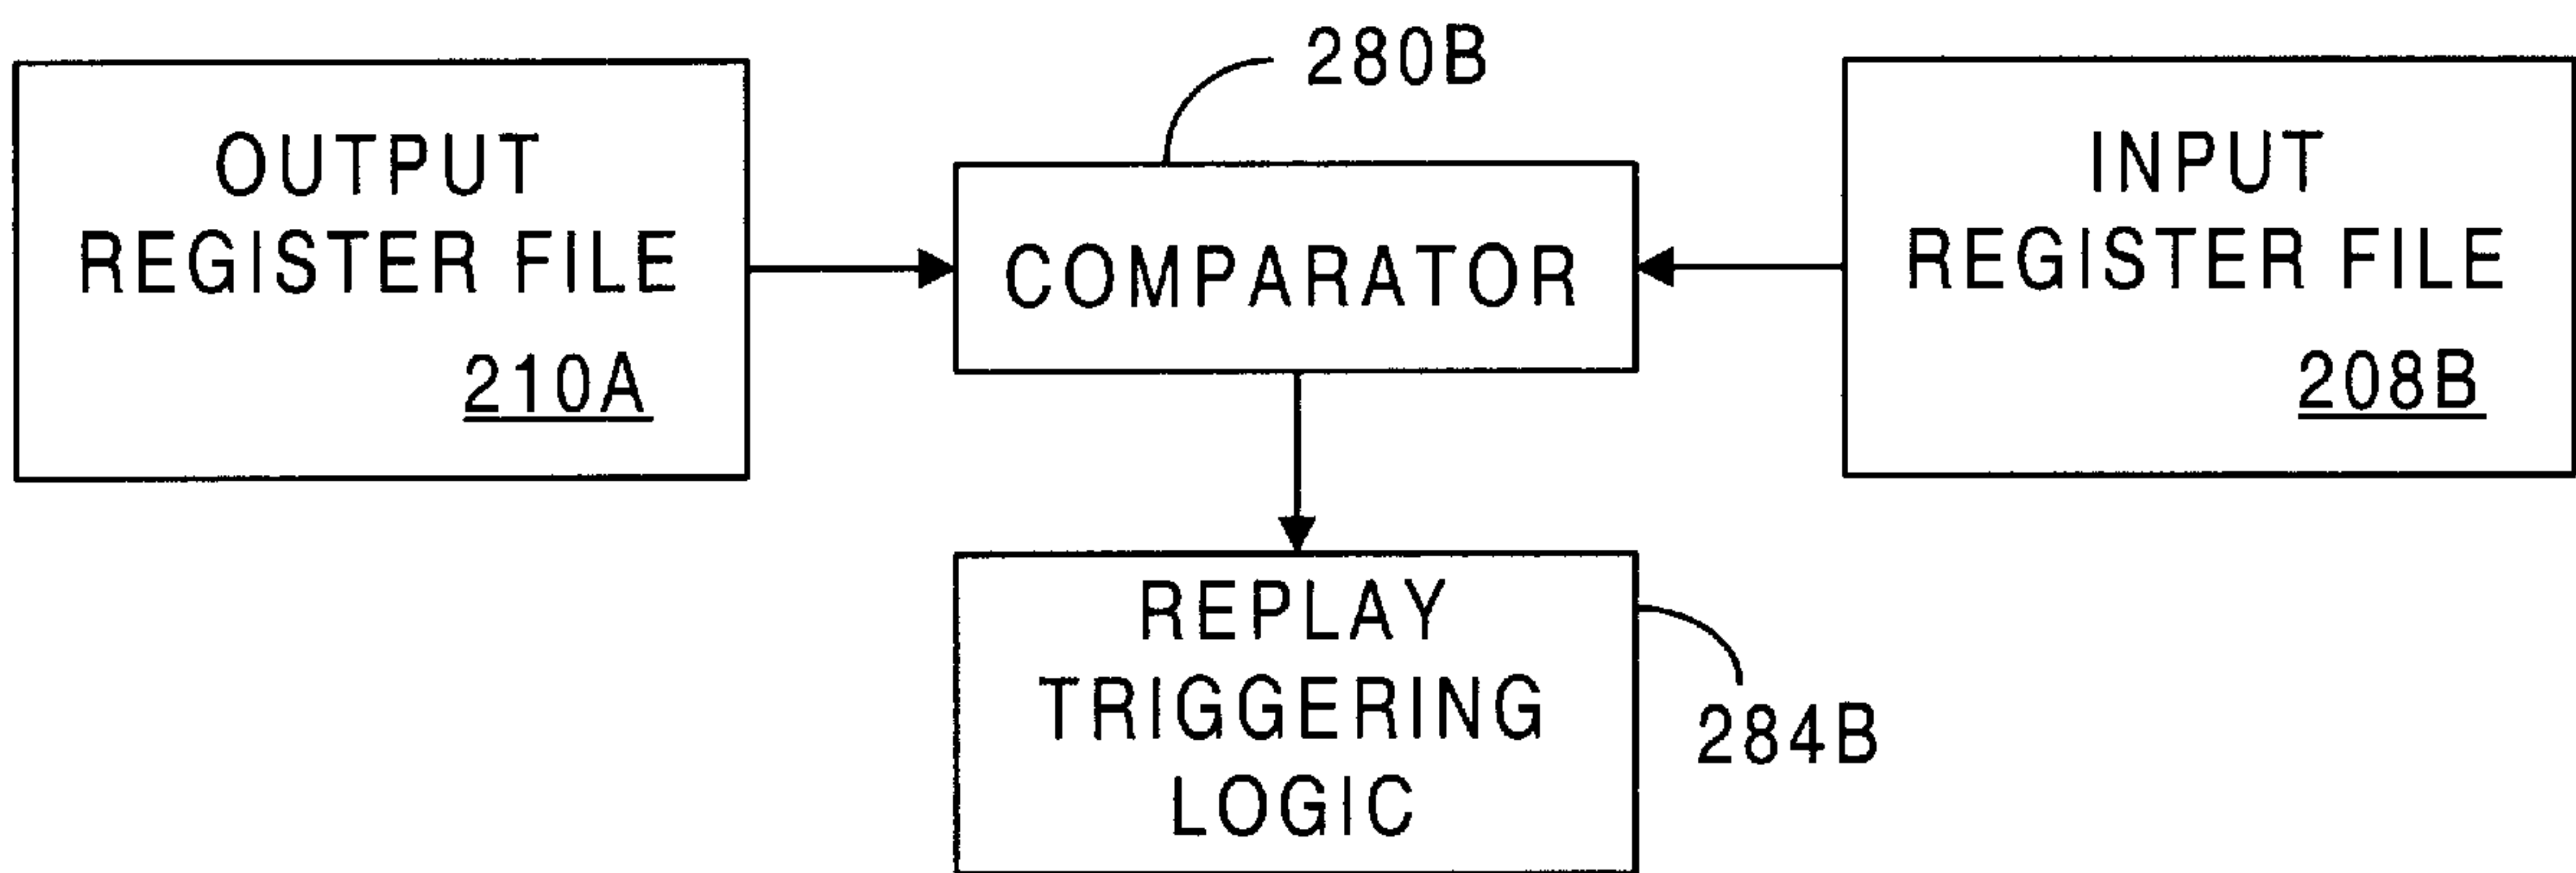 280B
OUTPUT
REGISTER FILE
210A
COMPARATOR
INPUT
REGISTER FILE
208B
REPLAY
TRIGGERING
LOGIC
284B